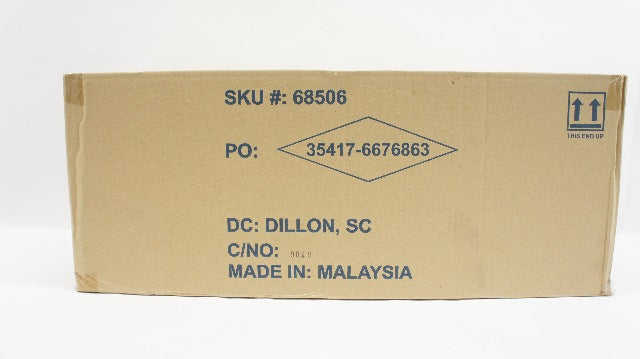 SKU #: 68506
THIS END UP
PO: 35417-6676863
DC: DILLON, SC
C/NO:
MADE IN: MALAYSIA